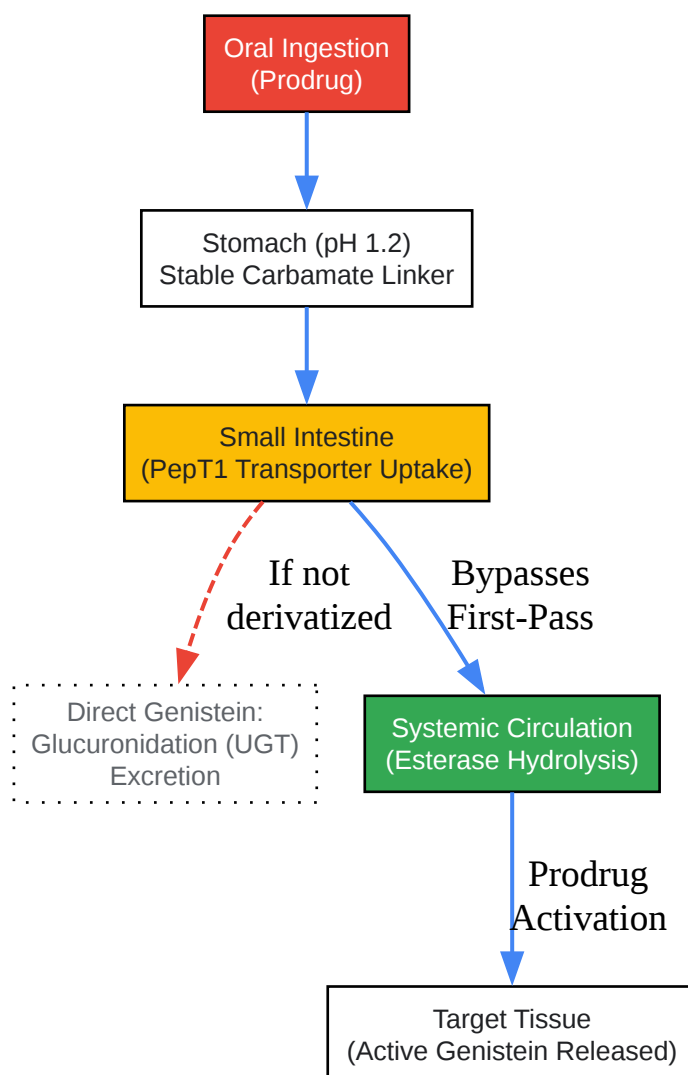 Oral Ingestion
(Prodrug)
Stomach (pH 1.2)
Stable Carbamate Linker
Small Intestine
(PepT1 Transporter Uptake)
If not
derivatized
Bypasses
First-Pass
Direct Genistein:
Glucuronidation (UGT)
Excretion
Systemic Circulation
(Esterase Hydrolysis)
Prodrug
Activation
Target Tissue
(Active Genistein Released)